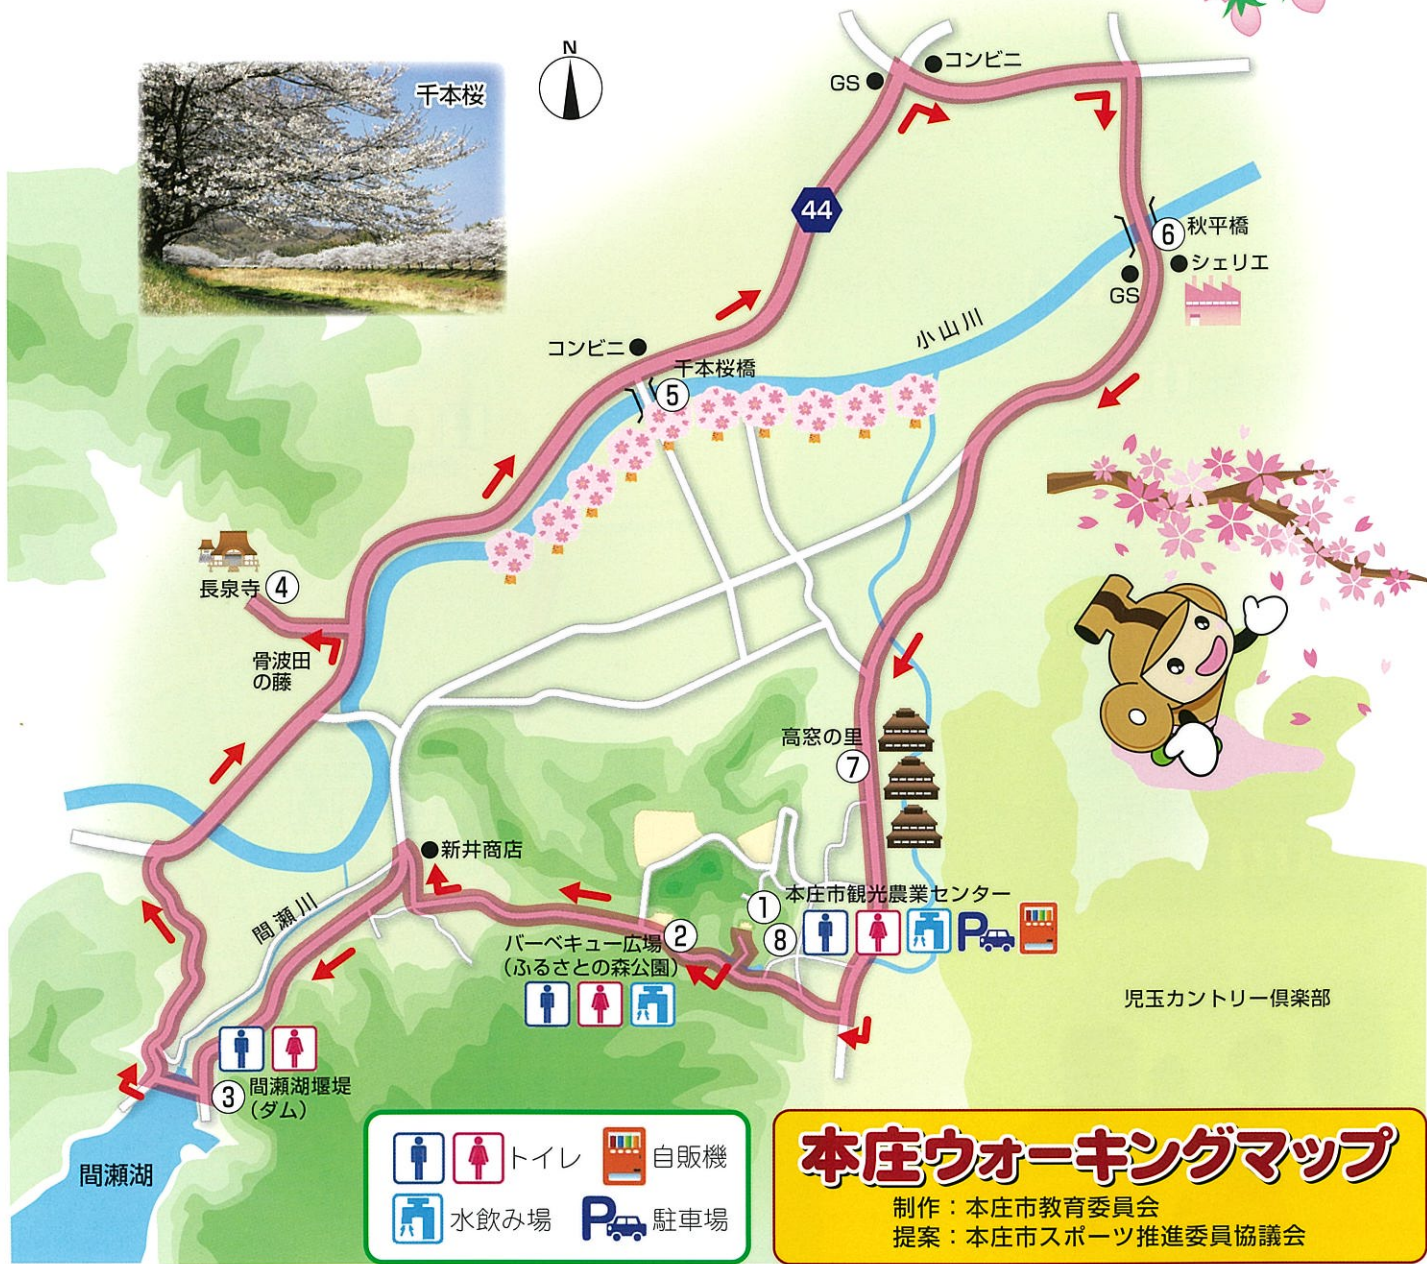 千本桜
N
コンビニ
GS
44
⑥ 秋平橋
シェリエ
GS
小山川
コンビニ
千本桜橋
⑤
長泉寺 ④
骨波田
の藤
高窓の里
⑦
新井商店
① 本庄市観光農業センター
⑧
P
間瀬川
バーベキュー広場 ②
(ふるさとの森公園)
児玉カントリー倶楽部
③ 間瀬湖堰堤
(ダム)
間瀬湖
トイレ
自販機
水飲み場
P 駐車場
本庄ウォーキングマップ
制作：本庄市教育委員会
提案：本庄市スポーツ推進委員協議会